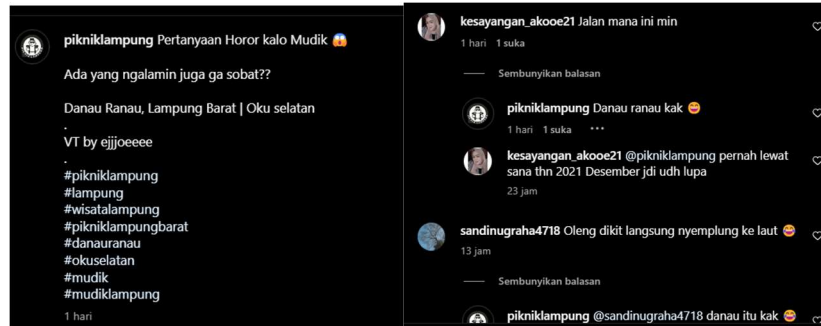 pikniklampung Pertanyaan Horor kalo Mudik 😱
Ada yang ngalamin juga ga sobat??
Danau Ranau, Lampung Barat | Oku selatan
.
VT by ejjjoeeee
.
#pikniklampung
#lampung
#wisatalampung
#pikniklampungbarat
#danauranau
#okuselatan
#mudik
#mudiklampung
1 hari
kesayangan_akooe21 Jalan mana ini min
1 hari 1 suka
Sembunyikan balasan
pikniklampung Danau ranau kak 😅
1 hari 1 suka •••
kesayangan_akooe21 @pikniklampung pernah lewat
sana thn 2021 Desember jdi udh lupa
23 jam
sandinugraha4718 Oleng dikit langsung nyemplung ke laut 😅
13 jam
Sembunyikan balasan
pikniklampung @sandinugraha4718 danau itu kak 😅